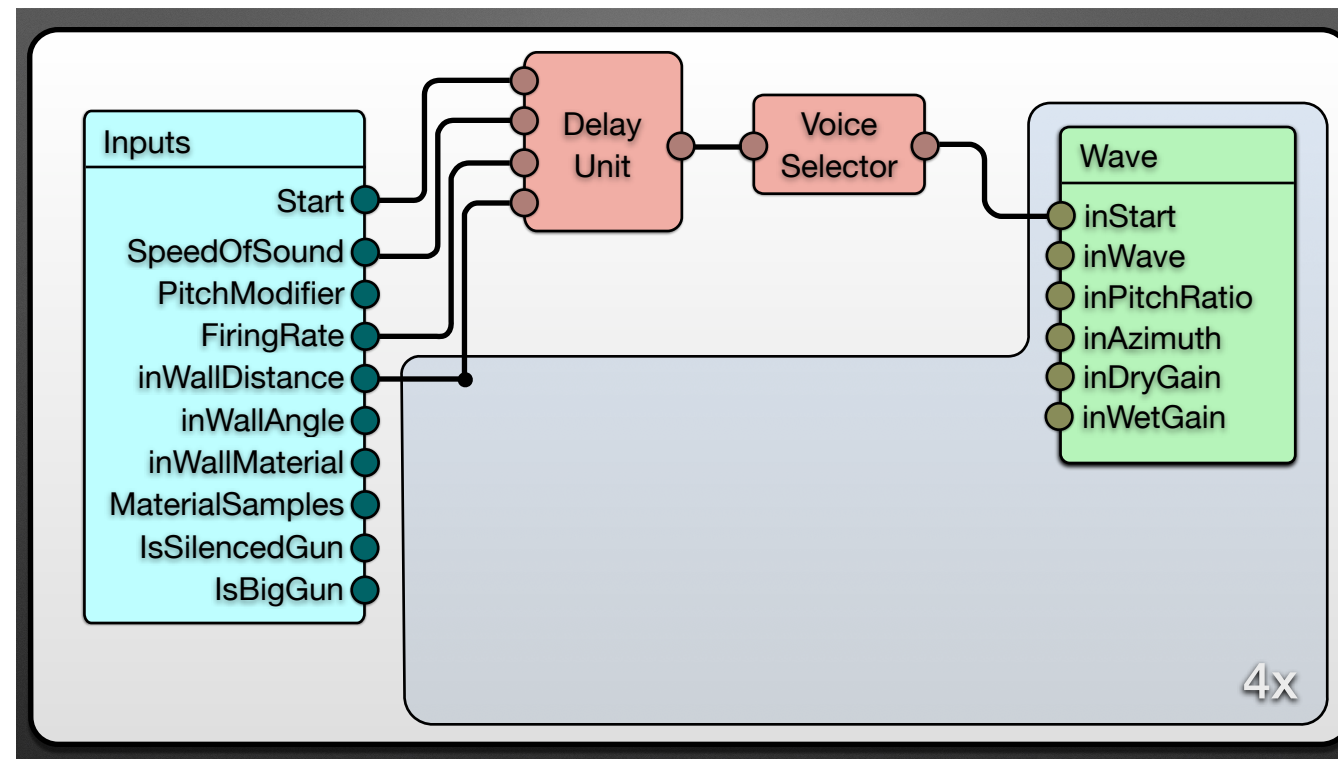 Inputs
Start
SpeedOfSound
PitchModifier
FiringRate
inWallDistance
inWallAngle
inWallMaterial
MaterialSamples
IsSilencedGun
IsBigGun
Delay
Unit
Voice
Selector
Wave
inStart
inWave
inPitchRatio
inAzimuth
inDryGain
inWetGain
4x